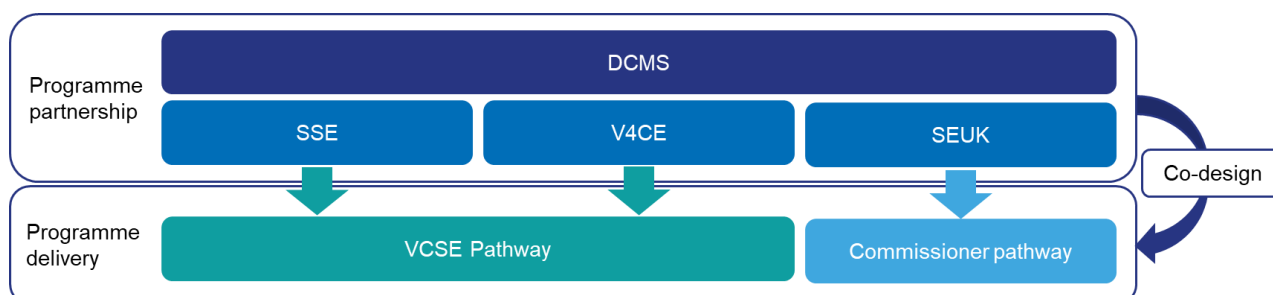 DCMS
Programme
partnership
SSE
V4CE
SEUK
Co-design
Programme
delivery
VCSE Pathway
Commissioner pathway